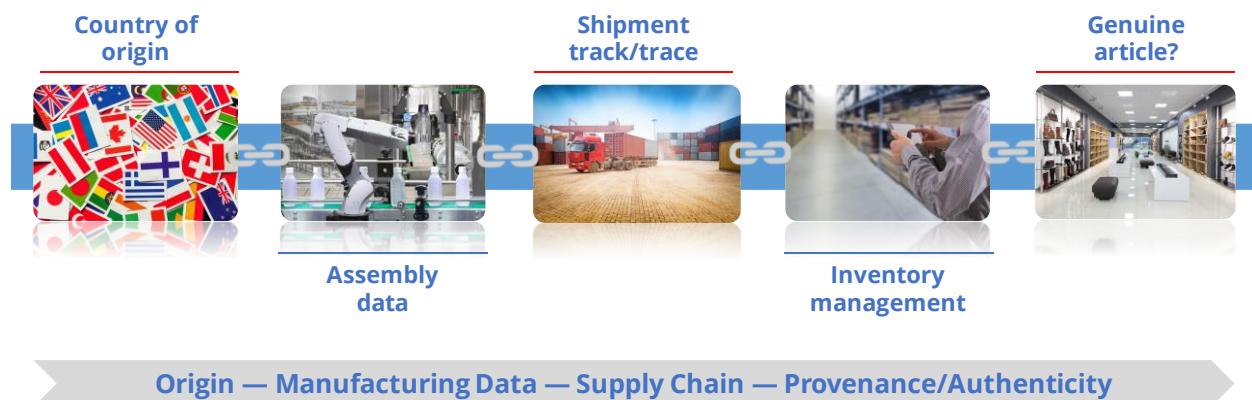 Country of
origin
Shipment
track/trace
Genuine
article?
Assembly
data
Inventory
management
Origin — Manufacturing Data — Supply Chain — Provenance/Authenticity